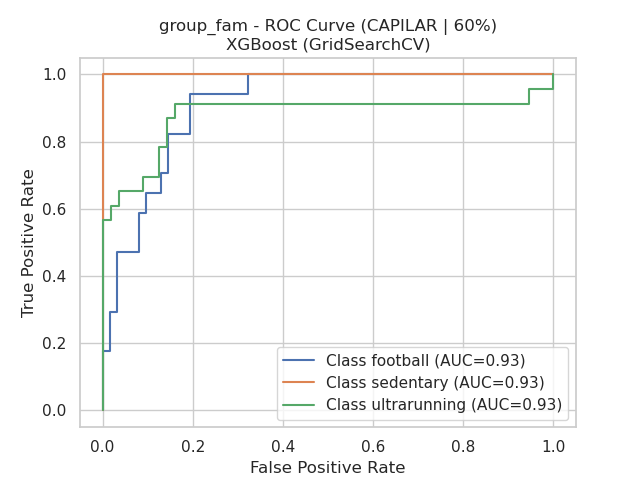 group_fam - ROC Curve (CAPILAR | 60%)
XGBoost (GridSearchCV)
True Positive Rate
1.0
0.8
0.6
0.4
0.2
0.0
Class football (AUC=0.93)
Class sedentary (AUC=0.93)
Class ultrarunning (AUC=0.93)
0.0 0.2 0.4 0.6 0.8 1.0
False Positive Rate